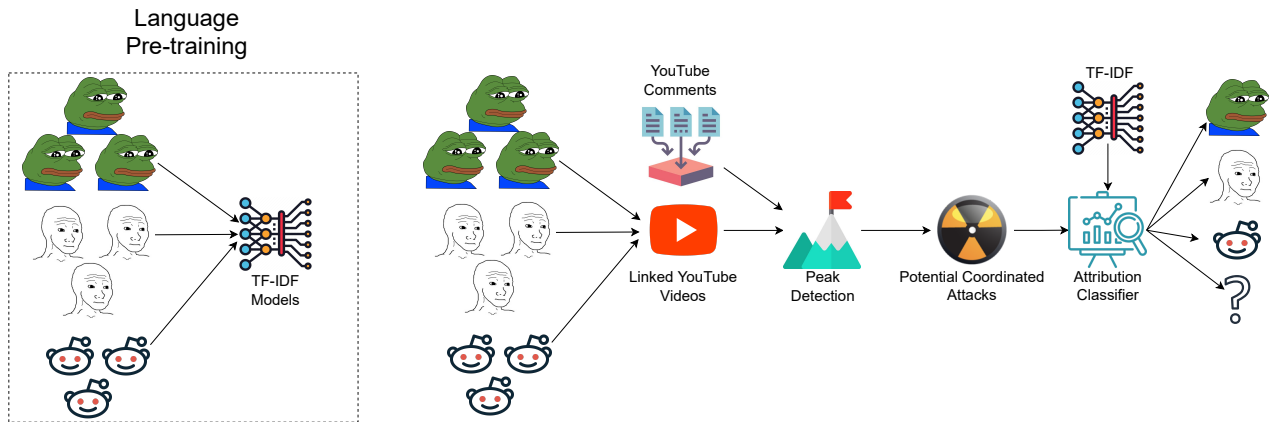 Language
Pre-training
TF-IDF
Models
YouTube
Comments
Linked YouTube
Videos
Peak
Detection
Potential Coordinated
Attacks
TF-IDF
Attribution
Classifier
?